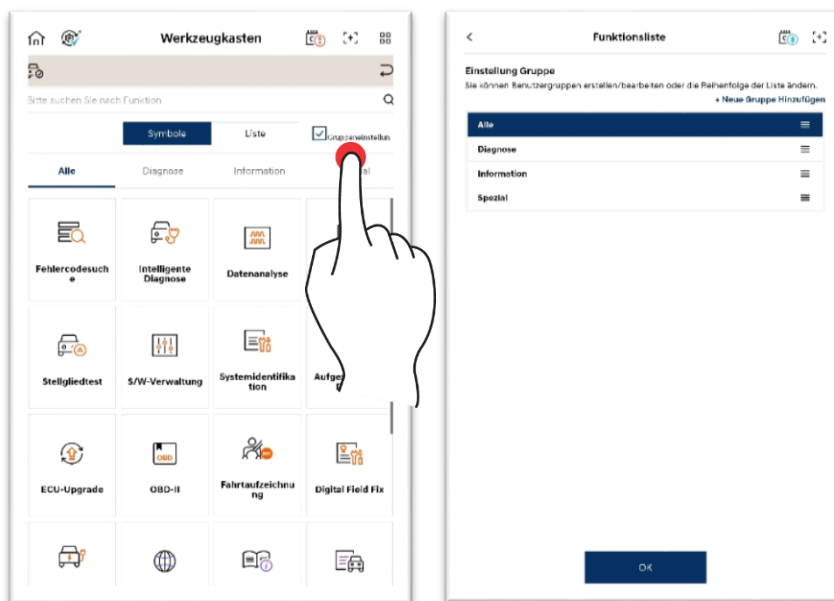 Werkzeugkasten
Bitte suchen Sie nach Funktion
Symbole
Liste
Gruppeneinstellun
Alle
Diagnose
Information
al
Fehlercodesuch
e
Intelligente
Diagnose
Datenanalyse
Stellgliedtest
S/W-Verwaltung
Systemidentifika
tion
ECU-Upgrade
OBD
OBD-II
Fahrtaufzeichnu
ng
Digital Field Fix
Funktionsliste
Einstellung Gruppe
Sie können Benutzergruppen erstellen/bearbeiten oder die Reihenfolge der Liste ändern.
+ Neue Gruppe Hinzufügen
Alle
Diagnose
Information
Spezial
OK